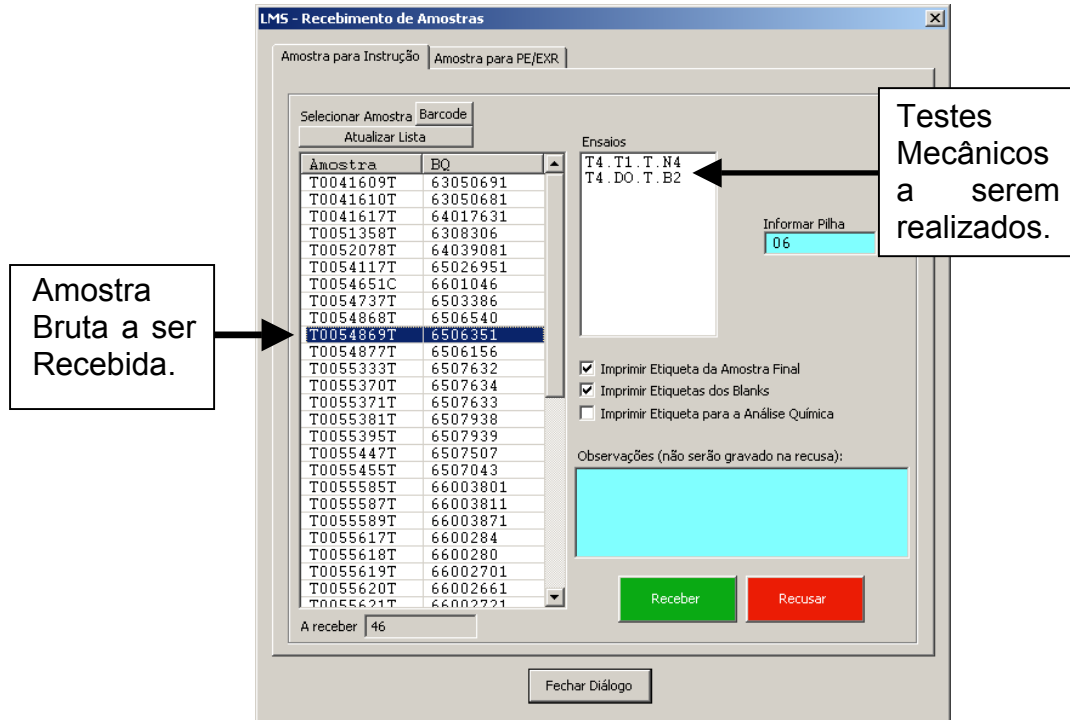 LMS - Recebimento de Amostras
Amostra para Instrução
Amostra para PE/EXR
Selecionar Amostra
Barcode
Atualizar Lista
Amostra BQ
T0041609T 63050691
T0041610T 63050681
T0041617T 64017631
T0051358T 6308306
T0052078T 64039081
T0054117T 65026951
T0054651C 6601046
T0054737T 6503386
T0054868T 6506540
T0054869T 6506351
T0054877T 6506156
T0055333T 6507632
T0055370T 6507634
T0055371T 6507633
T0055381T 6507938
T0055395T 6507939
T0055447T 6507507
T0055455T 6507043
T0055585T 66003801
T0055587T 66003811
T0055589T 66003871
T0055617T 6600284
T0055618T 6600280
T0055619T 66002701
T0055620T 66002661
T0055621T 66002721
A receber 46
Ensaios
T4.T1.T.N4
T4.DO.T.B2
Informar Pilha
06
Imprimir Etiqueta da Amostra Final
Imprimir Etiquetas dos Blanks
Imprimir Etiqueta para a Análise Química
Observações (não serão gravado na recusa):
Receber
Recusar
Fechar Diálogo
Testes
Mecânicos
a serem
realizados.
Amostra
Bruta a ser
Recebida.